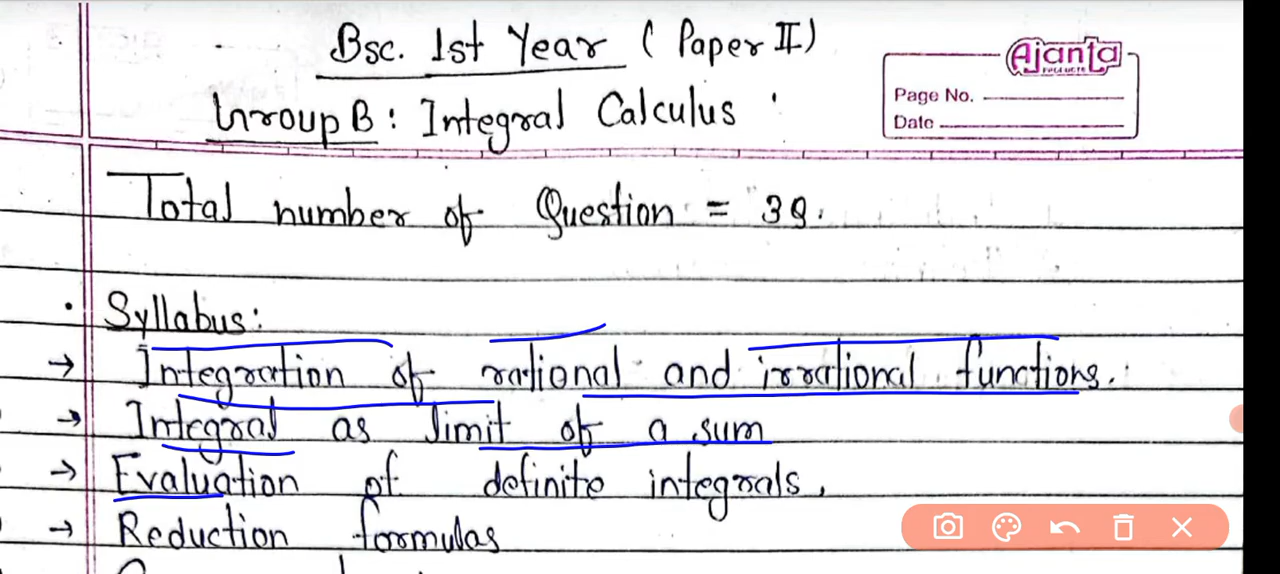 Bsc. 1st Year ( Paper II )
Group B : Integral Calculus
Ajanta
Page No.
Date
Total number of Question = 39.
Syllabus:
→ Integration of rational and irrational functions.
→ Integral as limit of a sum
→ Evaluation of definite integrals.
→ Reduction formulas